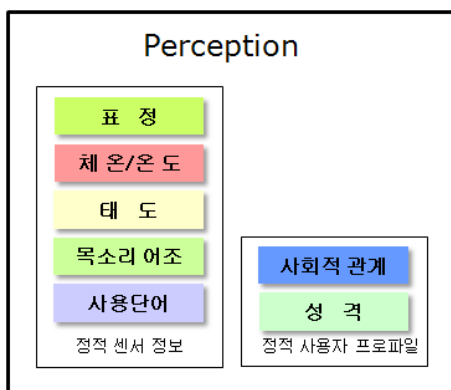 Perception
표 정
체 온/온 도
태 도
목소리 어조
사용단어
정적 센서 정보
사회적 관계
성 격
정적 사용자 프로파일